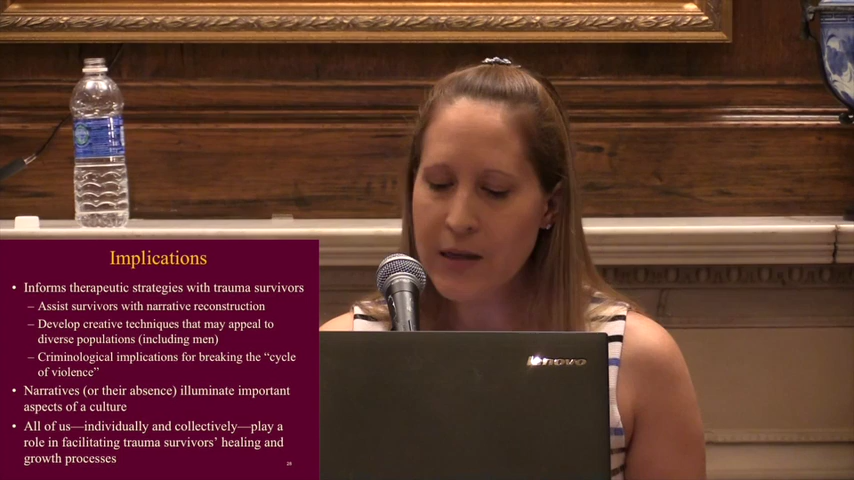 Implications
• Informs therapeutic strategies with trauma survivors
– Assist survivors with narrative reconstruction
– Develop creative techniques that may appeal to
diverse populations (including men)
– Criminological implications for breaking the “cycle
of violence”
• Narratives (or their absence) illuminate important
aspects of a culture
• All of us—individually and collectively—play a
role in facilitating trauma survivors’ healing and
growth processes
28
lenovo